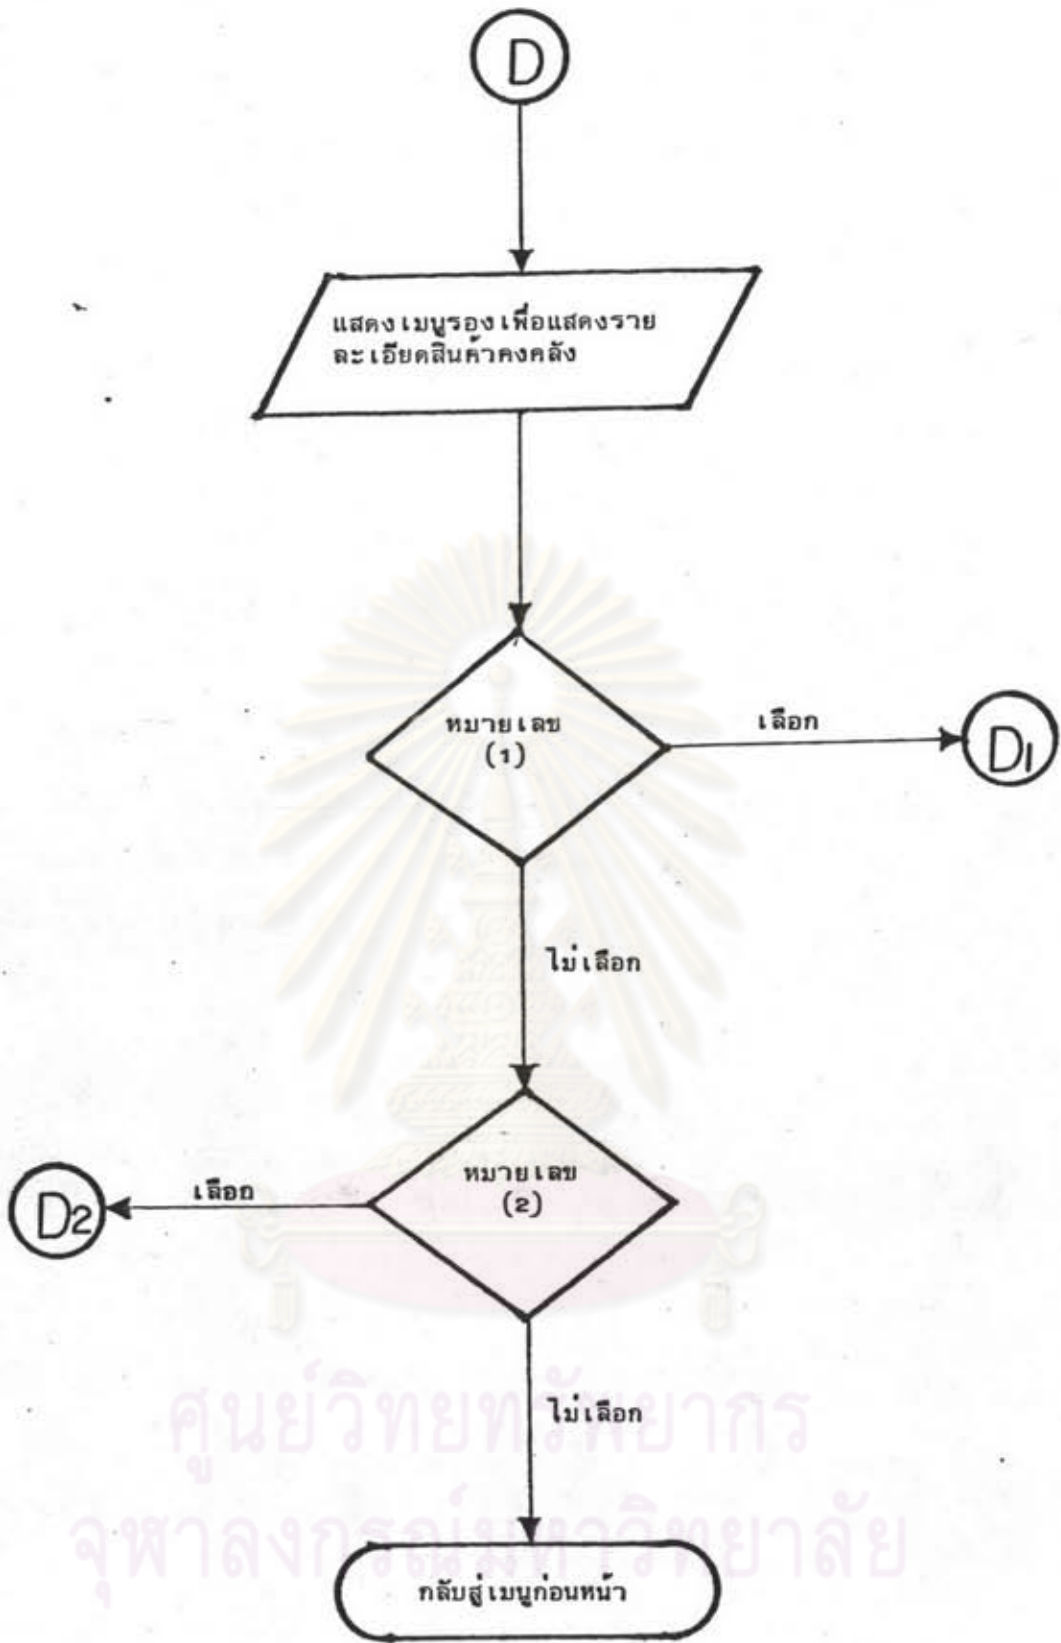 D
แสดงเมนูรองเพื่อแสดงราย
ละเอียดสินค้าคงคลัง
หมายเลข
(1)
เลือก
D1
ไม่เลือก
หมายเลข
(2)
เลือก
D2
ไม่เลือก
ศูนย์วิทยทรัพยากร
จุฬาลงกรณ์มหาวิทยาลัย
กลับสู่เมนูก่อนหน้า